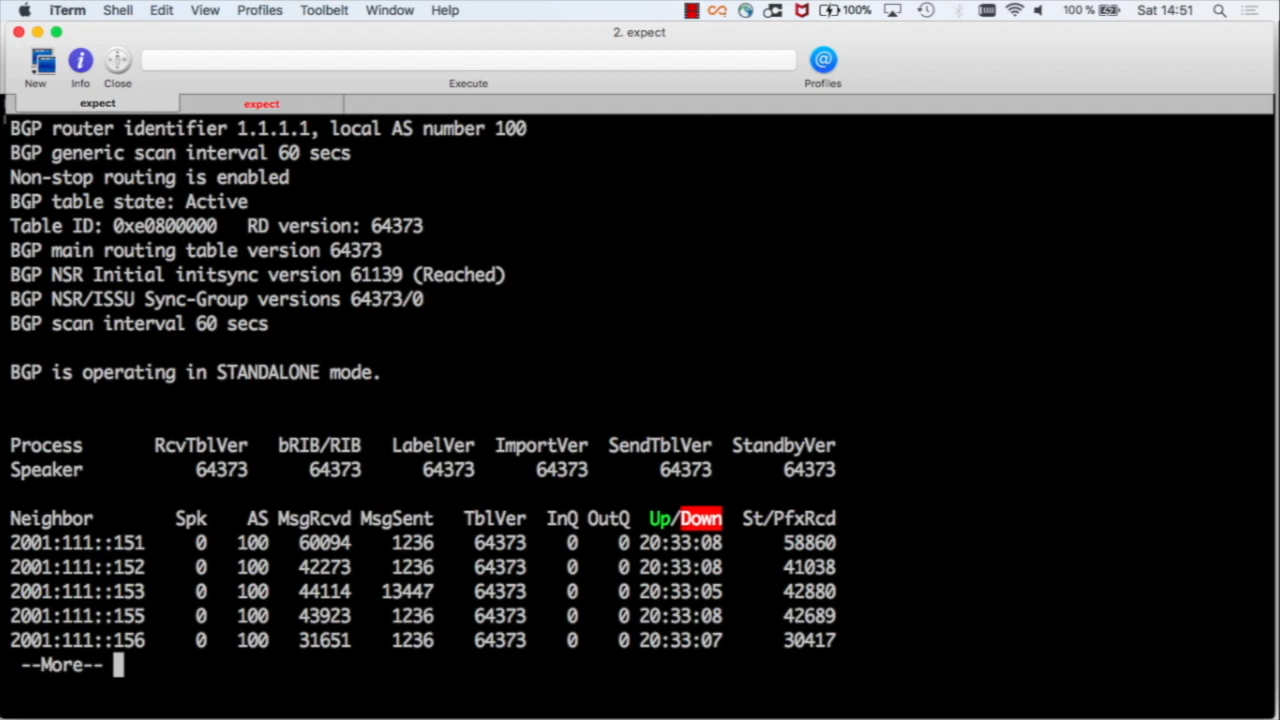 iTerm Shell Edit View Profiles Toolbelt Window Help 100% 100 % Sat 14:51
2. expect
New Info Close Execute Profiles
expect expect
BGP router identifier 1.1.1.1, local AS number 100
BGP generic scan interval 60 secs
Non-stop routing is enabled
BGP table state: Active
Table ID: 0xe0800000 RD version: 64373
BGP main routing table version 64373
BGP NSR Initial initsync version 61139 (Reached)
BGP NSR/ISSU Sync-Group versions 64373/0
BGP scan interval 60 secs
BGP is operating in STANDALONE mode.
Process RcvTblVer bRIB/RIB LabelVer ImportVer SendTblVer StandbyVer
Speaker 64373 64373 64373 64373 64373 64373
Neighbor Spk AS MsgRcvd MsgSent TblVer InQ OutQ Up/Down St/PfxRcd
2001:111::151 0 100 60094 1236 64373 0 0 20:33:08 58860
2001:111::152 0 100 42273 1236 64373 0 0 20:33:08 41038
2001:111::153 0 100 44114 13447 64373 0 0 20:33:05 42880
2001:111::155 0 100 43923 1236 64373 0 0 20:33:08 42689
2001:111::156 0 100 31651 1236 64373 0 0 20:33:07 30417
--More--